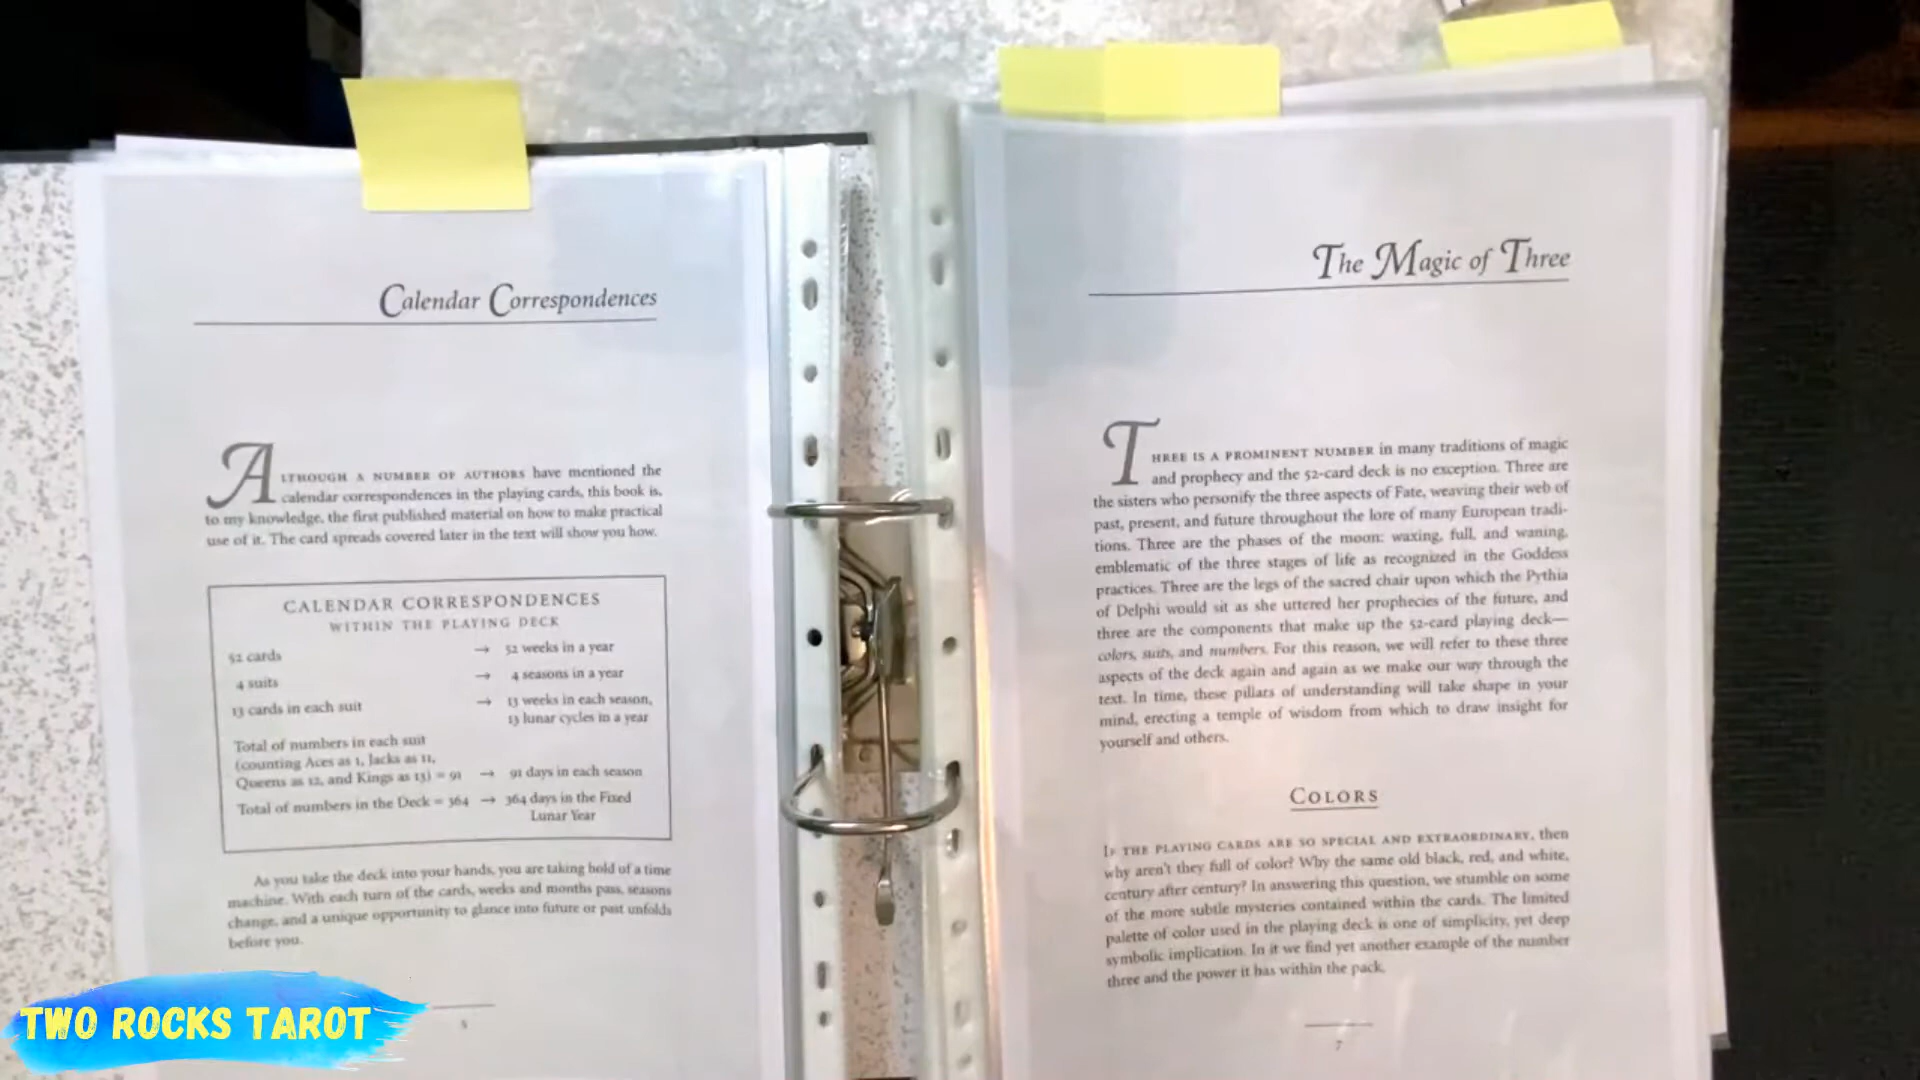 Calendar Correspondences
ALTHOUGH A NUMBER OF AUTHORS have mentioned the
calendar correspondences in the playing cards, this book is,
to my knowledge, the first published material on how to make practical
use of it. The card spreads covered later in the text will show you how.
CALENDAR CORRESPONDENCES
WITHIN THE PLAYING DECK
52 cards → 52 weeks in a year
4 suits → 4 seasons in a year
13 cards in each suit → 13 weeks in each season,
13 lunar cycles in a year
Total of numbers in each suit
(counting Aces as 1, Jacks as 11,
Queens as 12, and Kings as 13) = 91 → 91 days in each season
Total of numbers in the Deck = 364 → 364 days in the Fixed
Lunar Year
As you take the deck into your hands, you are taking hold of a time
machine. With each turn of the cards, weeks and months pass, seasons
change, and a unique opportunity to glance into future or past unfolds
before you.
The Magic of Three
THREE IS A PROMINENT NUMBER in many traditions of magic
and prophecy and the 52-card deck is no exception. Three are
the sisters who personify the three aspects of Fate, weaving their web of
past, present, and future throughout the lore of many European tradi-
tions. Three are the phases of the moon: waxing, full, and waning,
emblematic of the three stages of life as recognized in the Goddess
practices. Three are the legs of the sacred chair upon which the Pythia
of Delphi would sit as she uttered her prophecies of the future, and
three are the components that make up the 52-card playing deck—
colors, suits, and numbers. For this reason, we will refer to these three
aspects of the deck again and again as we make our way through the
text. In time, these pillars of understanding will take shape in your
mind, erecting a temple of wisdom from which to draw insight for
yourself and others.
COLORS
IF THE PLAYING CARDS ARE SO SPECIAL AND EXTRAORDINARY, then
why aren't they full of color? Why the same old black, red, and white,
century after century? In answering this question, we stumble on some
of the more subtle mysteries contained within the cards. The limited
palette of color used in the playing deck is one of simplicity, yet deep
symbolic implication. In it we find yet another example of the number
three and the power it has within the pack.
7
TWO ROCKS TAROT